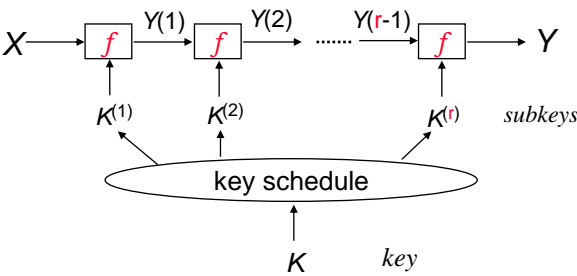 Y(1) Y(2) Y(r-1)
X f f ...... f Y
K(1) K(2) K(r) subkeys
key schedule
K key